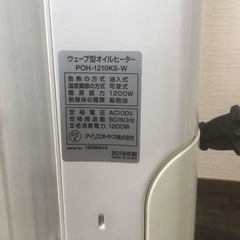 ウェーブ型オイルヒーター
POH-1210KS-W
放熱の方式 油入式
温度調節の方式 可変式
暖房能力 1200W
熱媒体の種類 鉱物油
定格電圧 AC100V
定格周波数 50/60Hz
定格消費電力 1200W
アイリスオーヤマ株式会社
2015年製